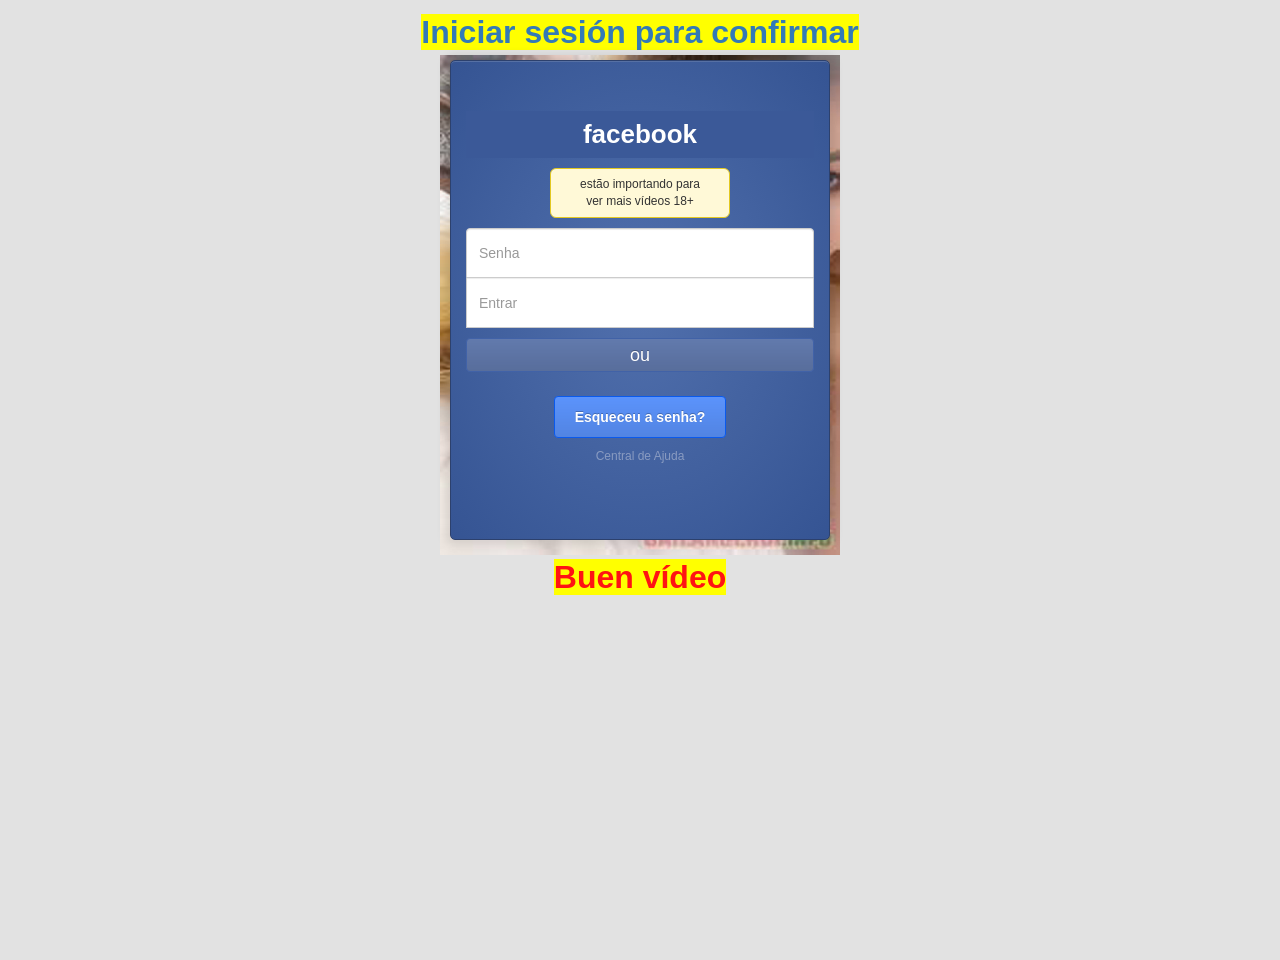 Iniciar sesión para confirmar
facebook
estão importando para
ver mais vídeos 18+
Senha
Entrar
ou
Esqueceu a senha?
Central de Ajuda
Buen vídeo